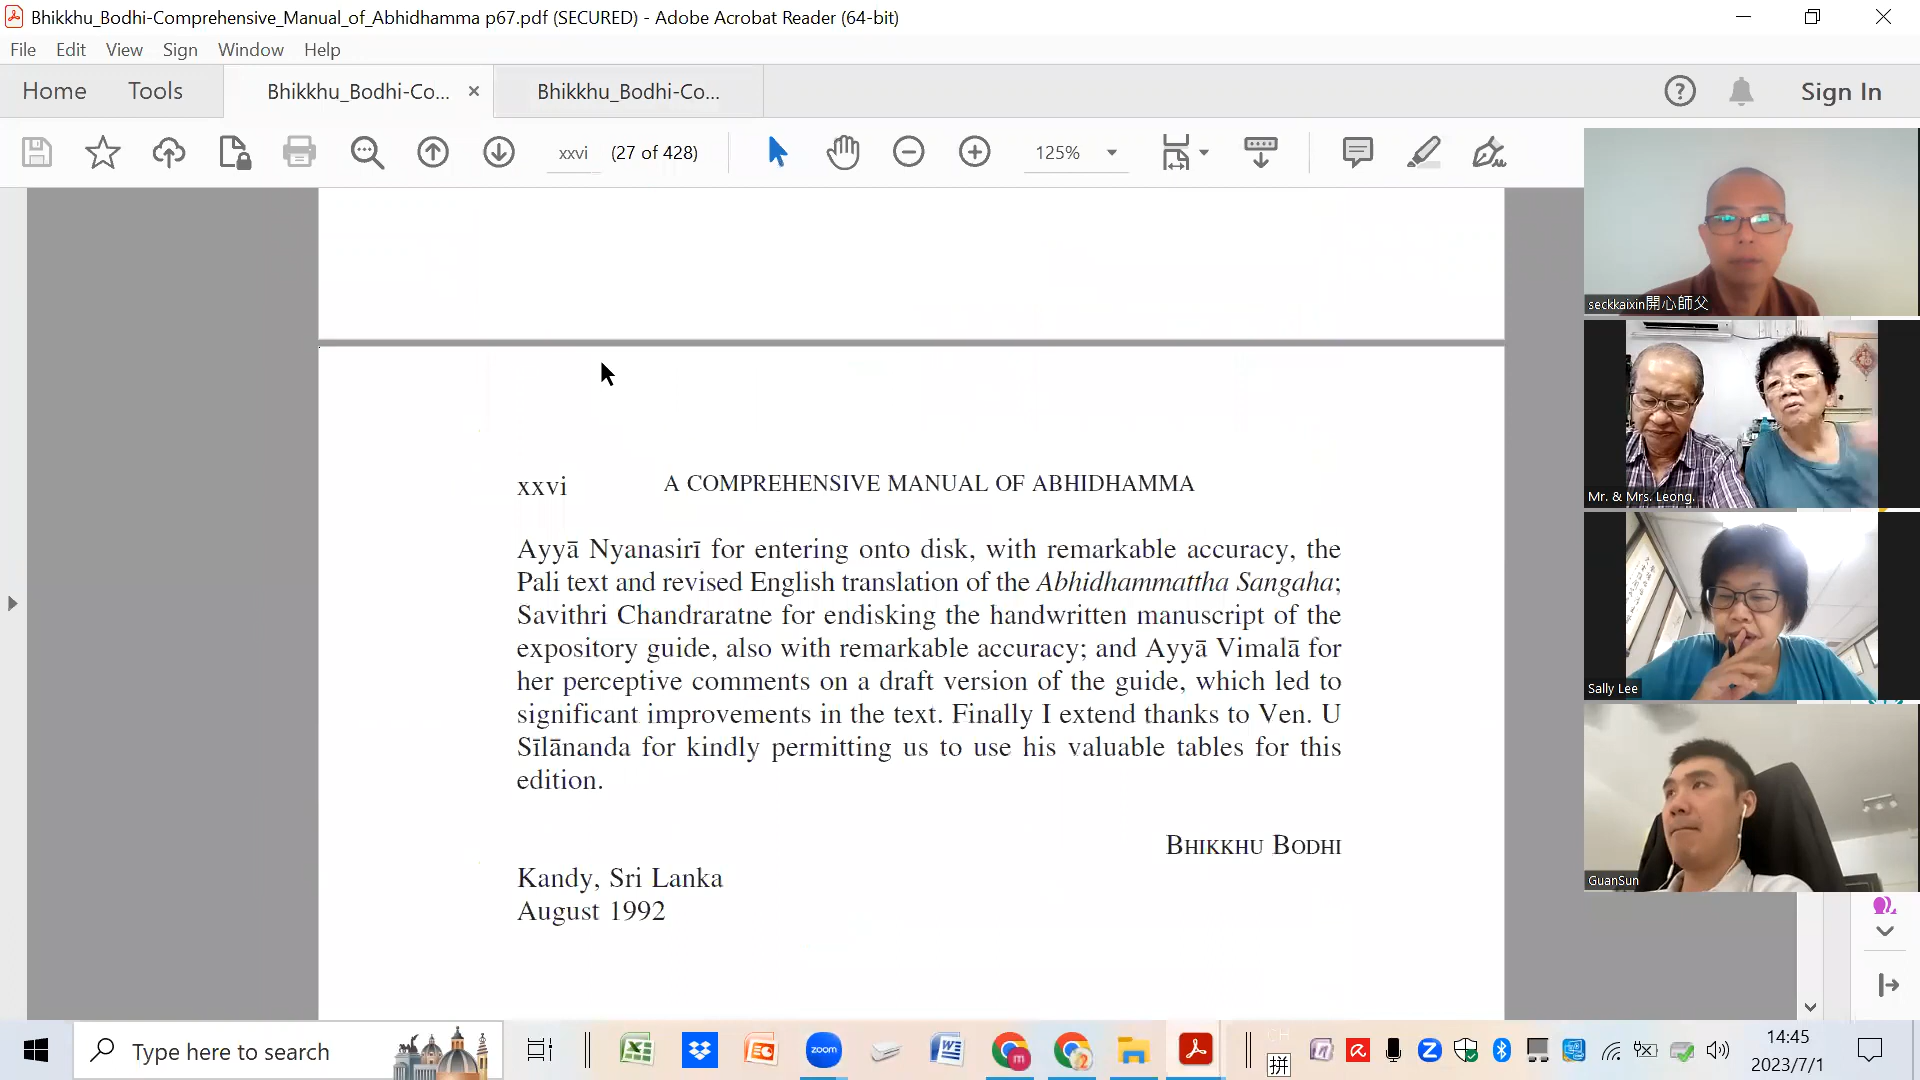 Bhikkhu_Bodhi-Comprehensive_Manual_of_Abhidhamma p67.pdf (SECURED) - Adobe Acrobat Reader (64-bit)
File Edit View Sign Window Help
Home Tools Bhikkhu_Bodhi-Co... Bhikkhu_Bodhi-Co... Sign In
xxvi (27 of 428) 125%
xxvi A COMPREHENSIVE MANUAL OF ABHIDHAMMA
Ayyā Nyanasirī for entering onto disk, with remarkable accuracy, the
Pali text and revised English translation of the Abhidhammattha Sangaha;
Savithri Chandraratne for endisking the handwritten manuscript of the
expository guide, also with remarkable accuracy; and Ayyā Vimalā for
her perceptive comments on a draft version of the guide, which led to
significant improvements in the text. Finally I extend thanks to Ven. U
Sīlānanda for kindly permitting us to use his valuable tables for this
edition.
BHIKKHU BODHI
Kandy, Sri Lanka
August 1992
seckkaixin開心師父
Mr. & Mrs. Leong.
Sally Lee
GuanSun
Type here to search
zoom
拼
14:45
2023/7/1